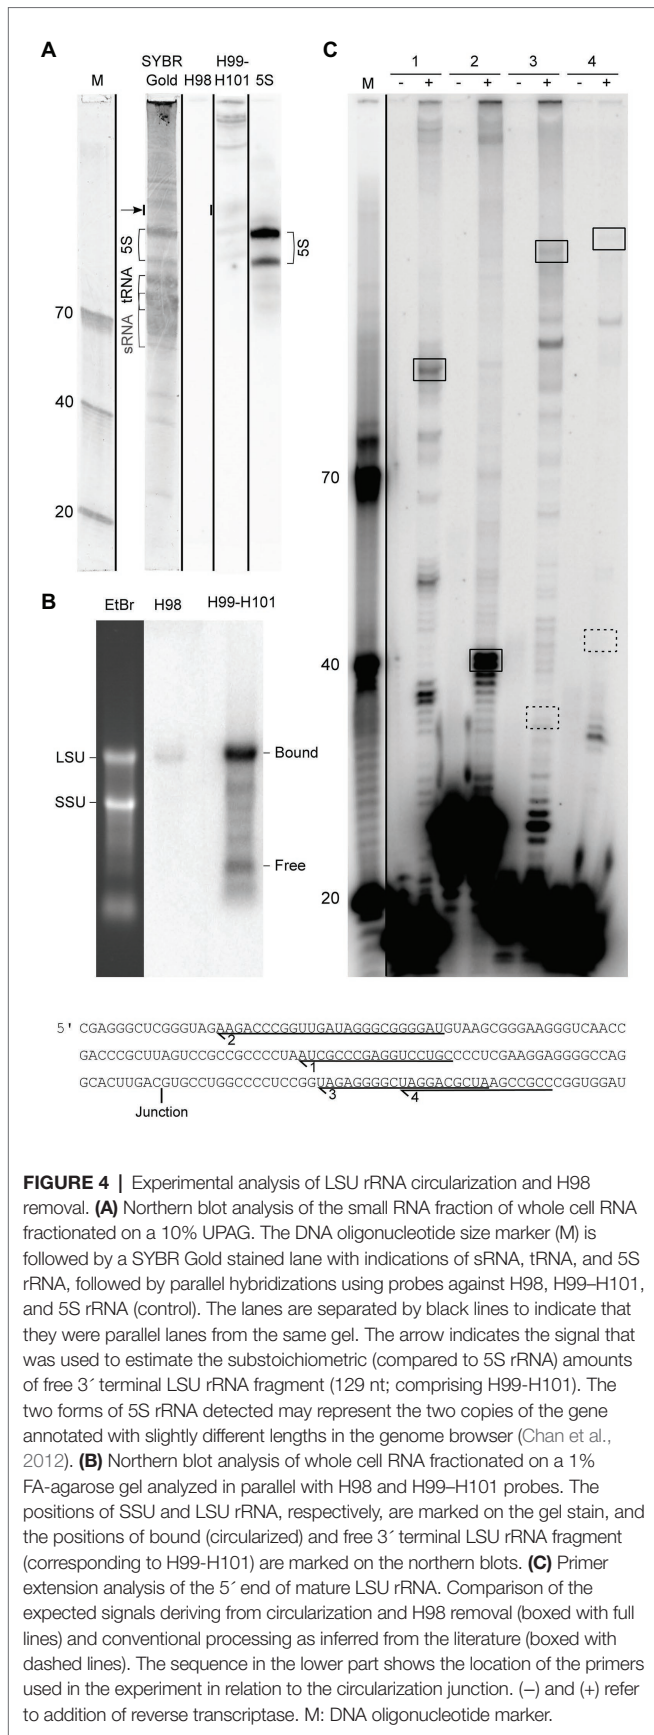 A
C
SYBR
Gold
H98
H99-
H101
5S
M
5S
tRNA
sRNA
5S
70
40
20
1 2 3 4
M - + - + - + - +
70
40
20
B
EtBr H98 H99-H101
LSU
SSU
Bound
Free
5' CGAGGGCUCGGGUAGAAGACCCGGUUGAUAGGGCGGGGAUGUAAGCGGGAAGGGUCAACC
2
GACCCGCUUAGUCCGCCGCCCCUAAUCGCCCGAGGUCCUGCCCCUCGAAGGAGGGGCCAG
1
GCACUUGACGUGCCUGGCCCCUCCGGUAGAGGGGCUAGGACGCUAAGCCGCCCGGUGGAU
3 4
Junction
FIGURE 4 | Experimental analysis of LSU rRNA circularization and H98
removal. (A) Northern blot analysis of the small RNA fraction of whole cell RNA
fractionated on a 10% UPAG. The DNA oligonucleotide size marker (M) is
followed by a SYBR Gold stained lane with indications of sRNA, tRNA, and 5S
rRNA, followed by parallel hybridizations using probes against H98, H99–H101,
and 5S rRNA (control). The lanes are separated by black lines to indicate that
they were parallel lanes from the same gel. The arrow indicates the signal that
was used to estimate the substoichiometric (compared to 5S rRNA) amounts
of free 3´ terminal LSU rRNA fragment (129 nt; comprising H99-H101). The
two forms of 5S rRNA detected may represent the two copies of the gene
annotated with slightly different lengths in the genome browser (Chan et al.,
2012). (B) Northern blot analysis of whole cell RNA fractionated on a 1%
FA-agarose gel analyzed in parallel with H98 and H99–H101 probes. The
positions of SSU and LSU rRNA, respectively, are marked on the gel stain, and
the positions of bound (circularized) and free 3´ terminal LSU rRNA fragment
(corresponding to H99-H101) are marked on the northern blots. (C) Primer
extension analysis of the 5´ end of mature LSU rRNA. Comparison of the
expected signals deriving from circularization and H98 removal (boxed with full
lines) and conventional processing as inferred from the literature (boxed with
dashed lines). The sequence in the lower part shows the location of the primers
used in the experiment in relation to the circularization junction. (−) and (+) refer
to addition of reverse transcriptase. M: DNA oligonucleotide marker.